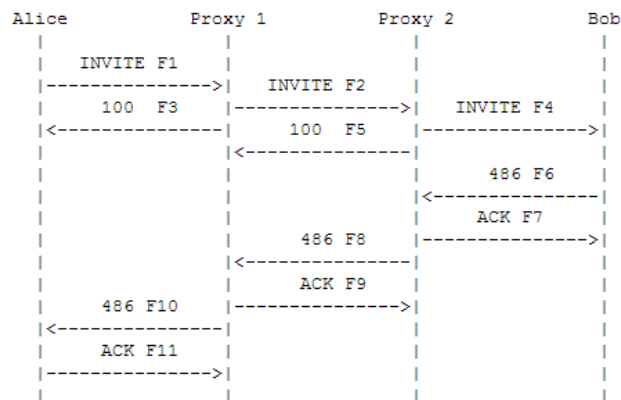 Alice Proxy 1 Proxy 2 Bob
INVITE F1
INVITE F2
100 F3
INVITE F4
100 F5
486 F6
ACK F7
486 F8
ACK F9
486 F10
ACK F11